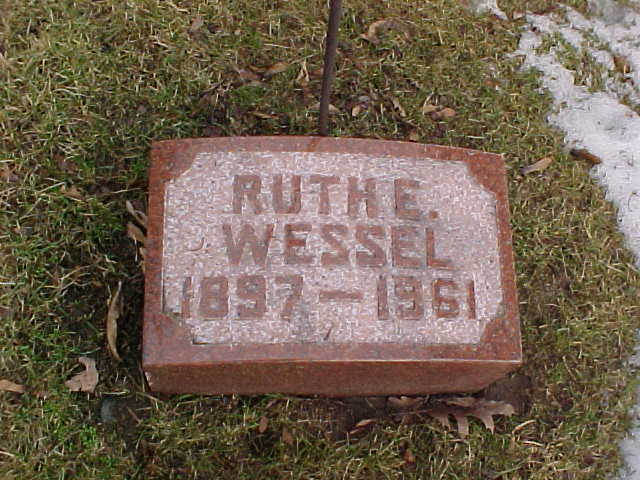 RUTH E.
WESSEL
1897 - 1961